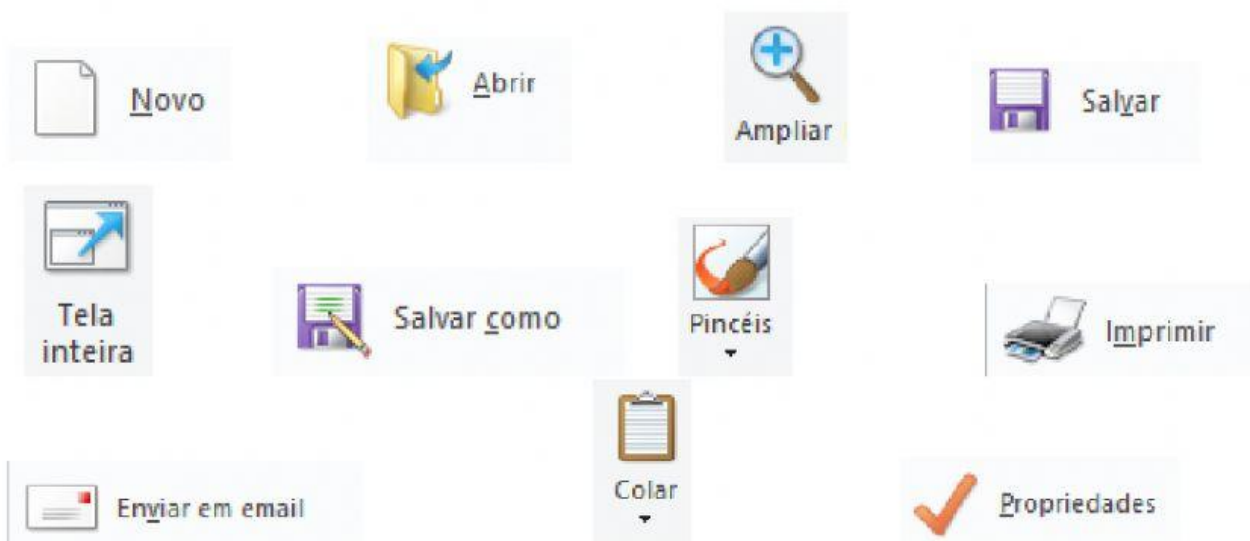 Novo
Abrir
Ampliar
Salvar
Tela
inteira
Salvar como
Pincéis
Imprimir
Enviar em email
Colar
Propriedades